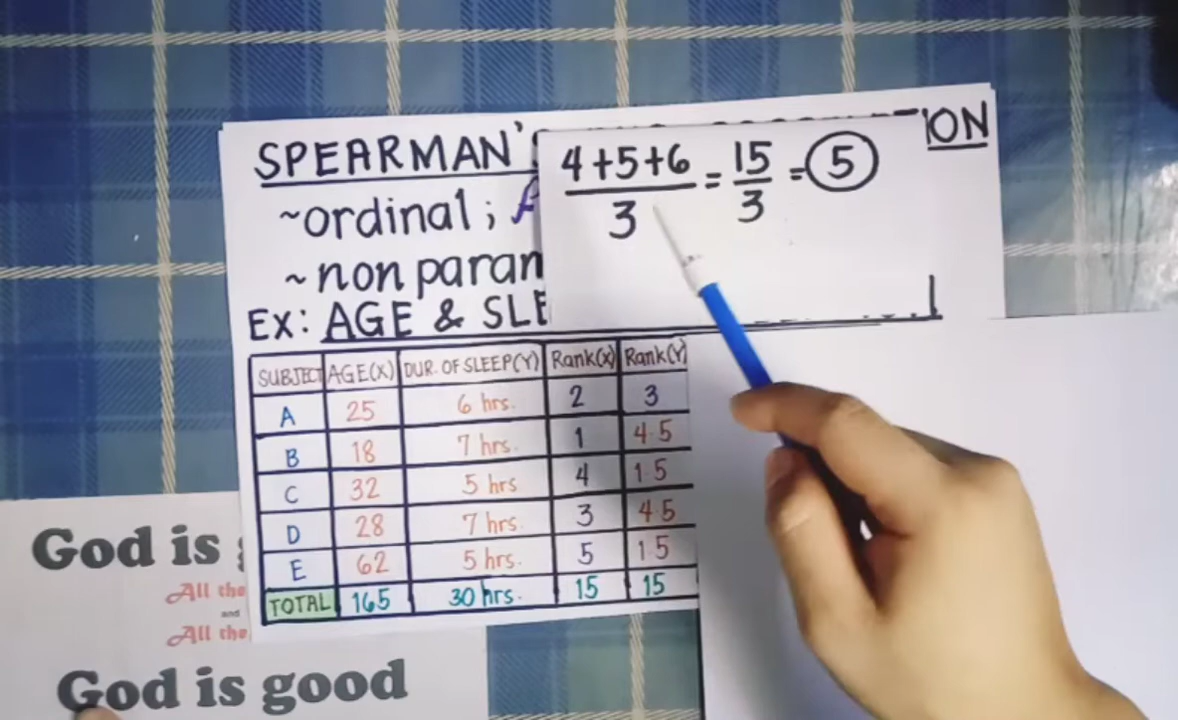 SPEARMAN'S
ION
~ordinal;
~non param
EX: AGE & SLE
4+5+6 / 3 = 15 / 3 = 5
SUBJECT AGE(X) DUR. OF SLEEP(Y) Rank(X) Rank(Y)
A 25 6 hrs. 2 3
B 18 7 hrs. 1 4.5
C 32 5 hrs 4 1.5
D 28 7 hrs. 3 4.5
E 62 5 hrs. 5 1.5
TOTAL 165 30 hrs. 15 15
God is
All the
and
All the
God is good